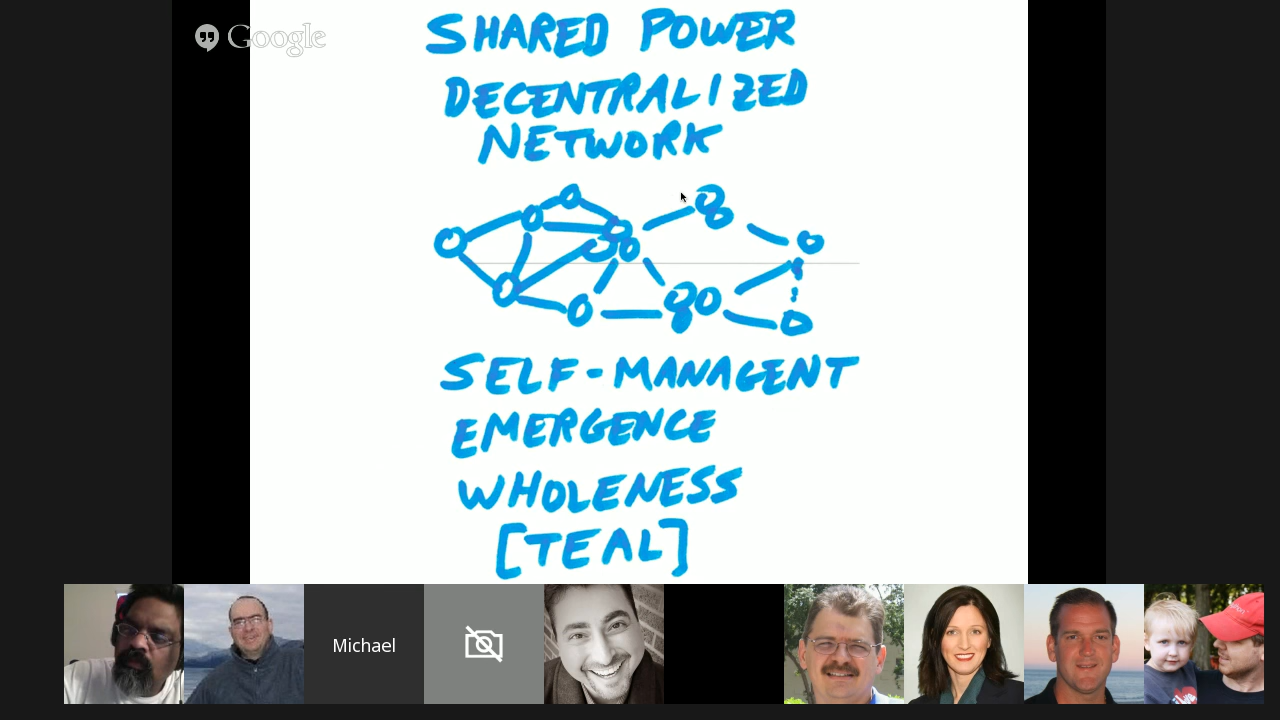 Google
SHARED POWER
DECENTRALIZED
NETWORK
SELF-MANAGENT
EMERGENCE
WHOLENESS
[TEAL]
Michael